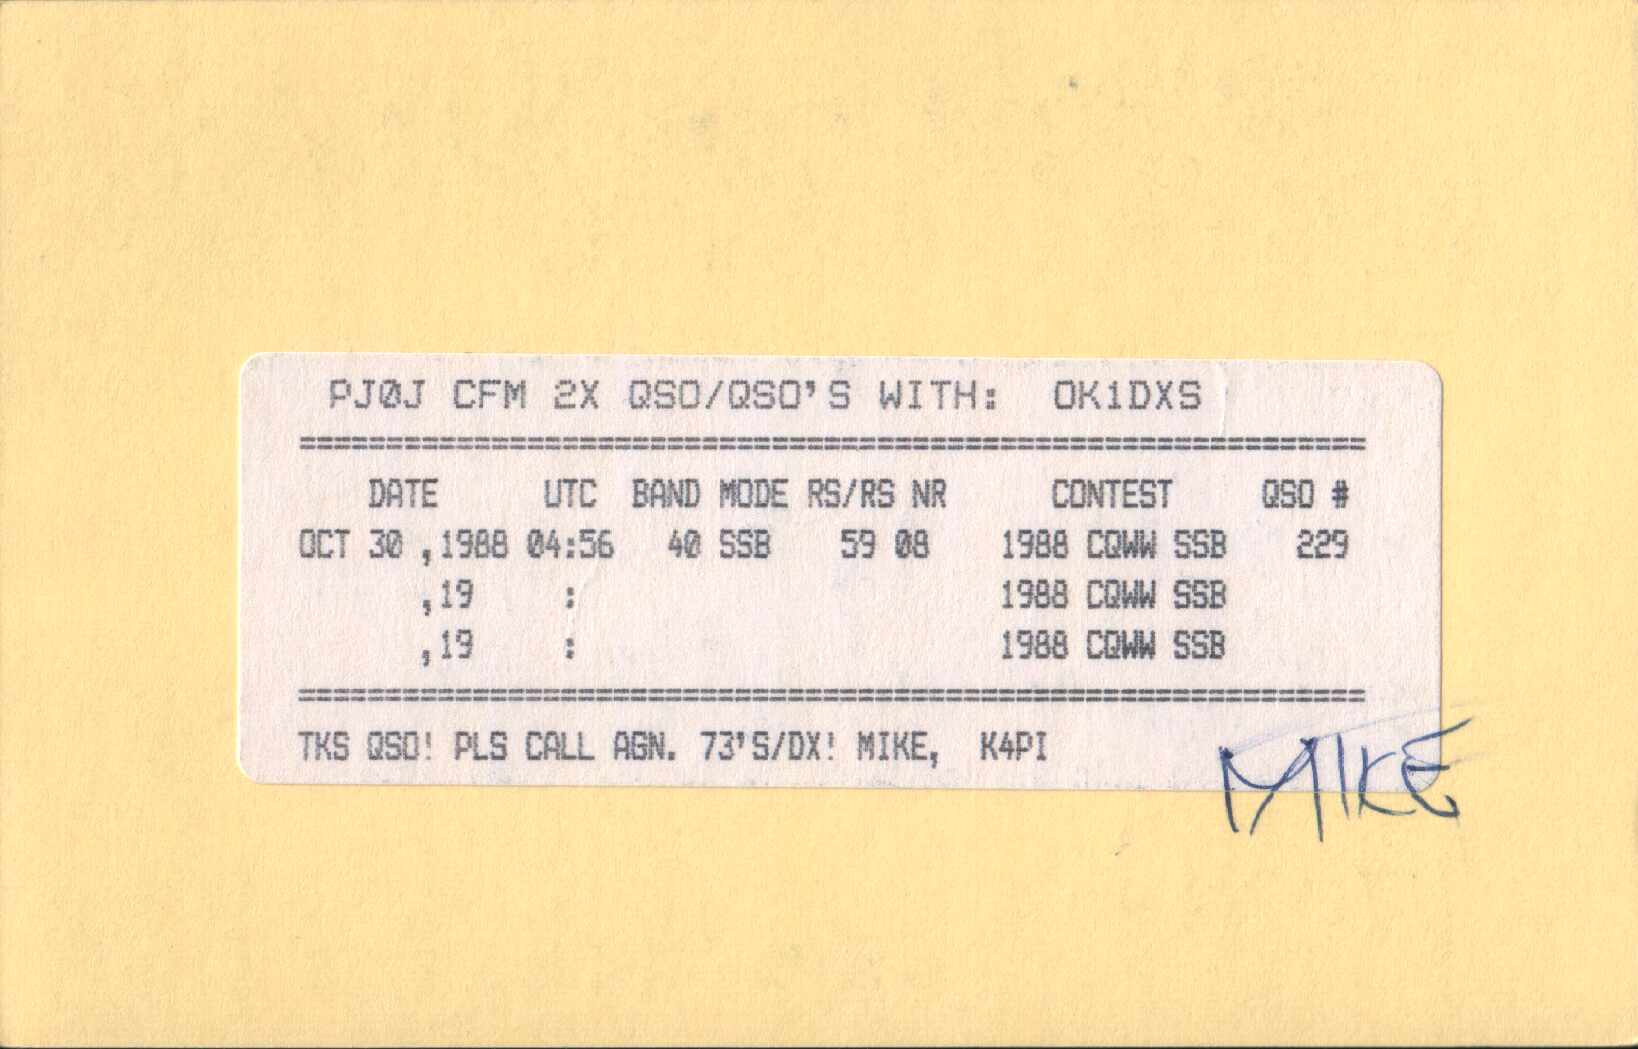 PJ0J CFM 2X QSO/QSO'S WITH: OK1DXS
==============================================================
DATE UTC BAND MODE RS/RS NR CONTEST QSO #
OCT 30 ,1988 04:56 40 SSB 59 08 1988 CQWW SSB 229
,19 : 1988 CQWW SSB
,19 : 1988 CQWW SSB
==============================================================
TKS QSO! PLS CALL AGN. 73'S/DX! MIKE, K4PI
MIKE